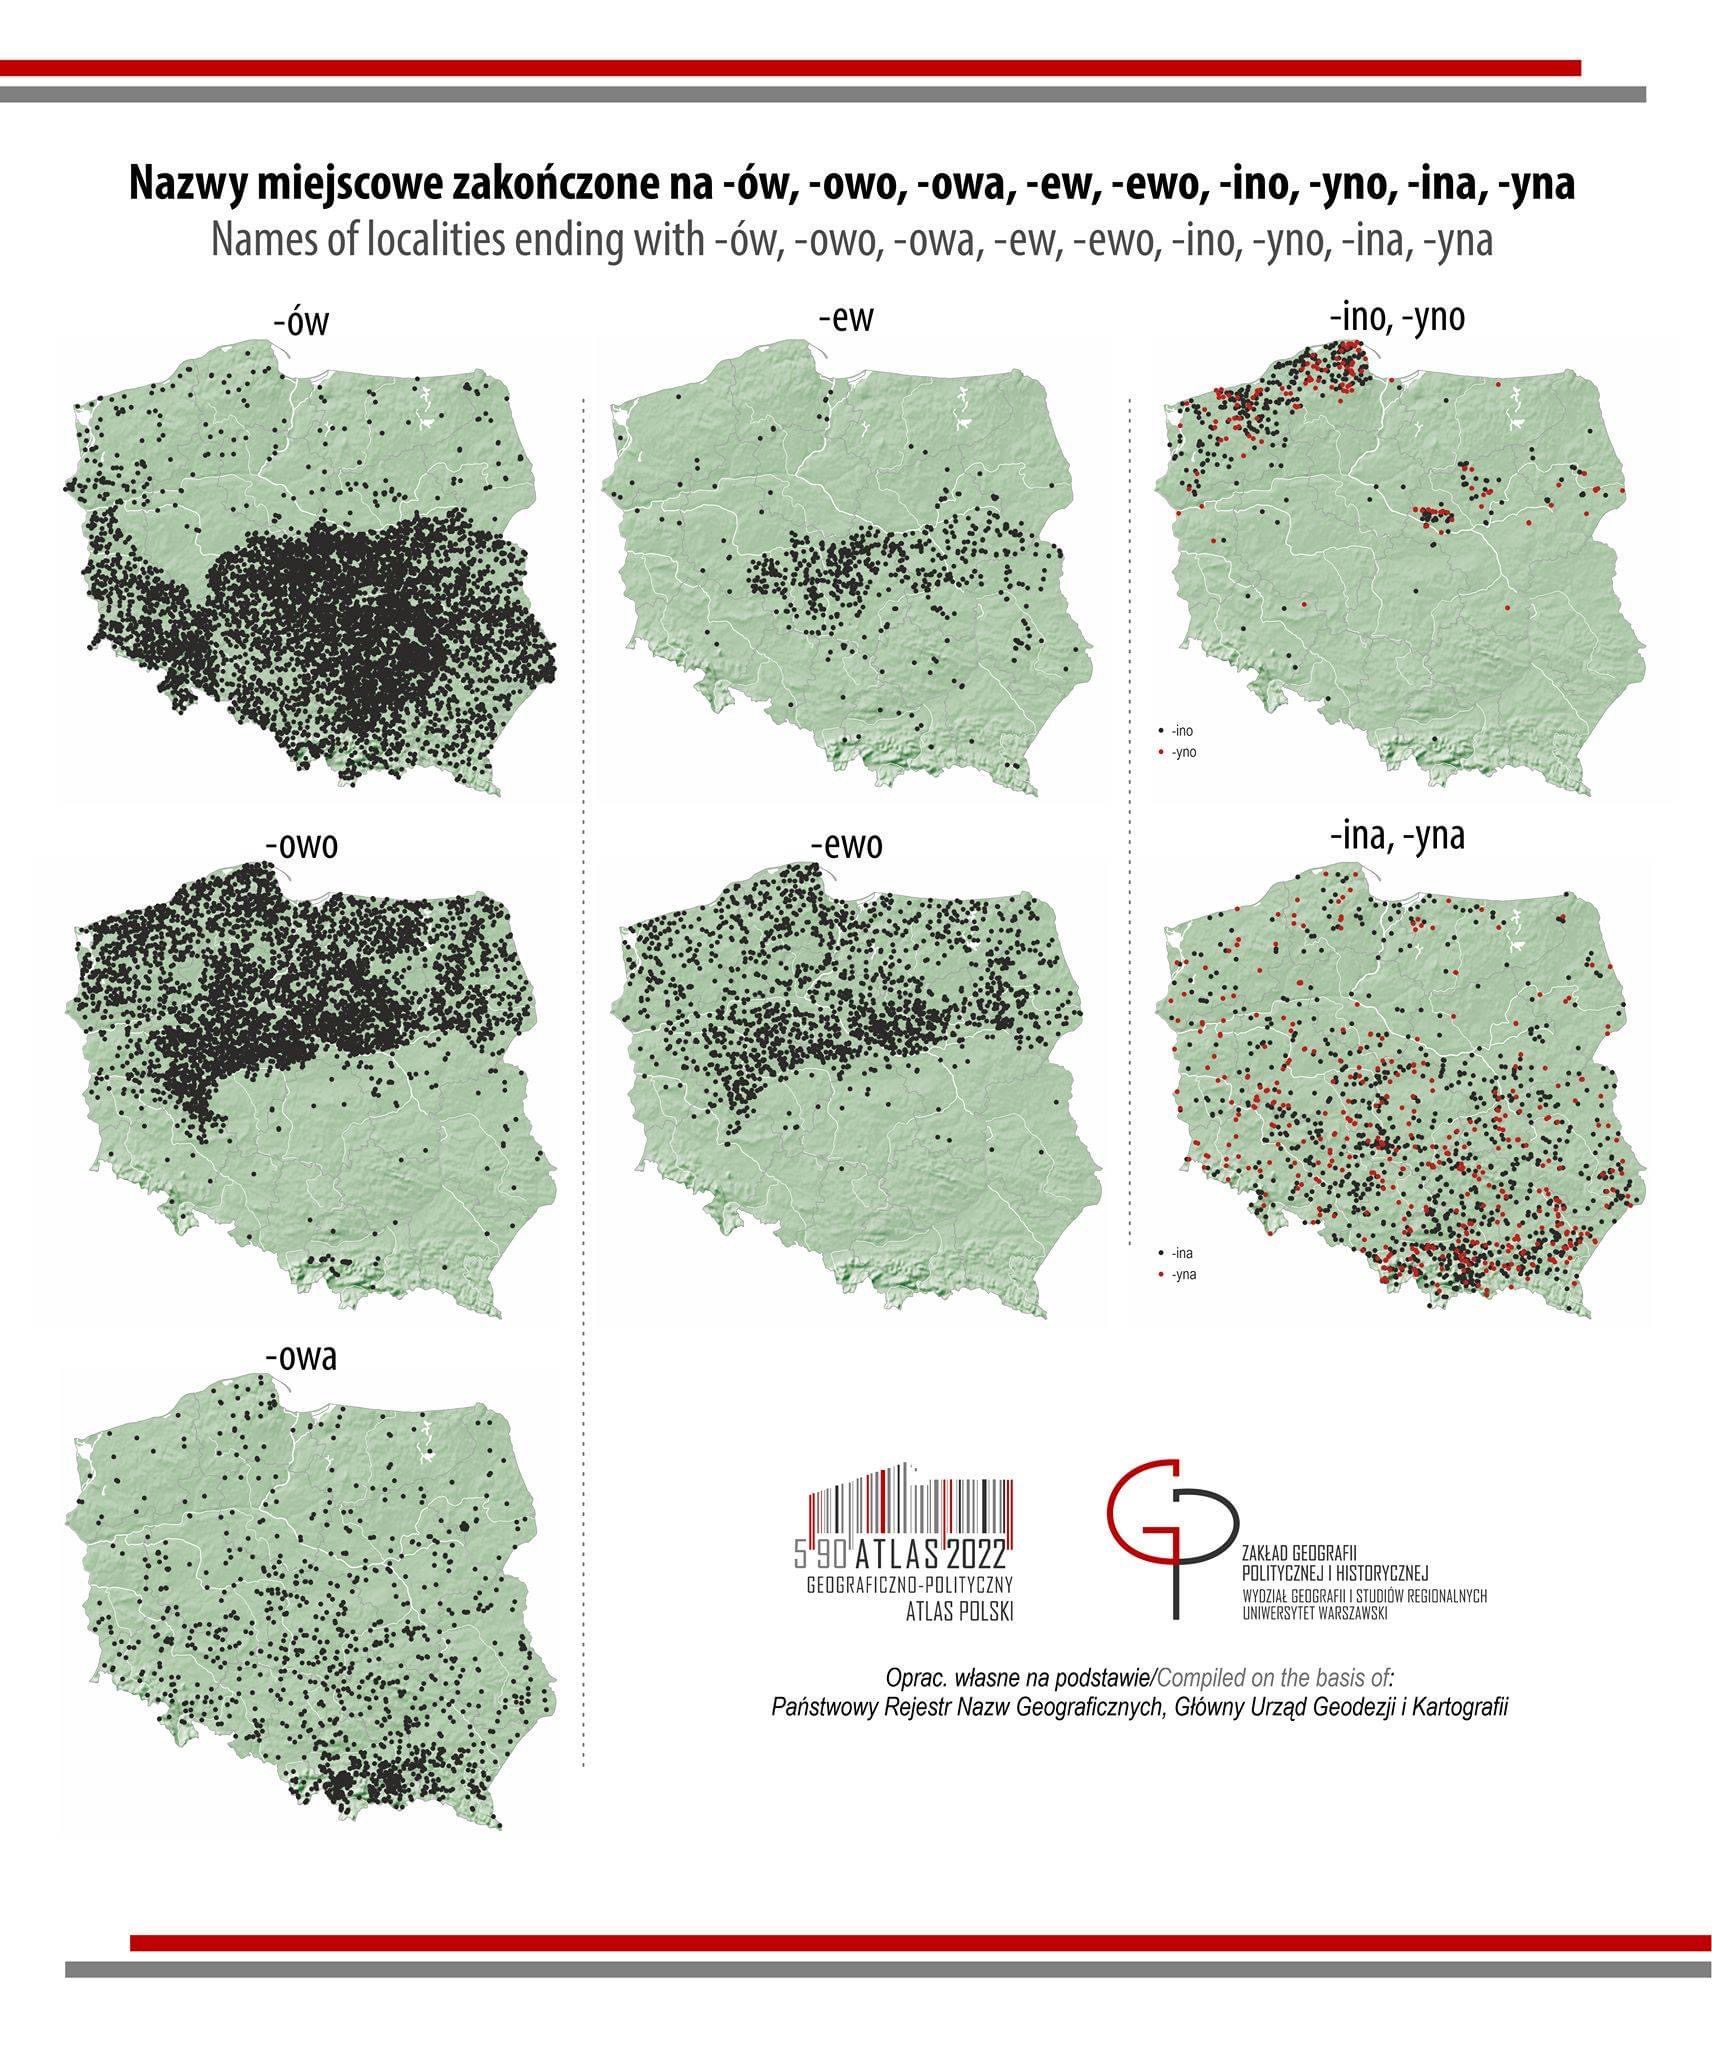 Nazwy miejscowe zakończone na -ów, -owo, -owa, -ew, -ewo, -ino, -yno, -ina, -yna
Names of localities ending with -ów, -owo, -owa, -ew, -ewo, -ino, -yno, -ina, -yna
-ów
-ew
-ino, -yno
-ino
-yno
-owo
-ewo
-ina, -yna
-ina
-yna
-owa
5'90 ATLAS 2022
GEOGRAFICZNO-POLITYCZNY
ATLAS POLSKI
GP
ZAKŁAD GEOGRAFII
POLITYCZNEJ I HISTORYCZNEJ
WYDZIAŁ GEOGRAFII I STUDIÓW REGIONALNYCH
UNIWERSYTET WARSZAWSKI
Oprac. własne na podstawie/Compiled on the basis of:
Państwowy Rejestr Nazw Geograficznych, Główny Urząd Geodezji i Kartografii